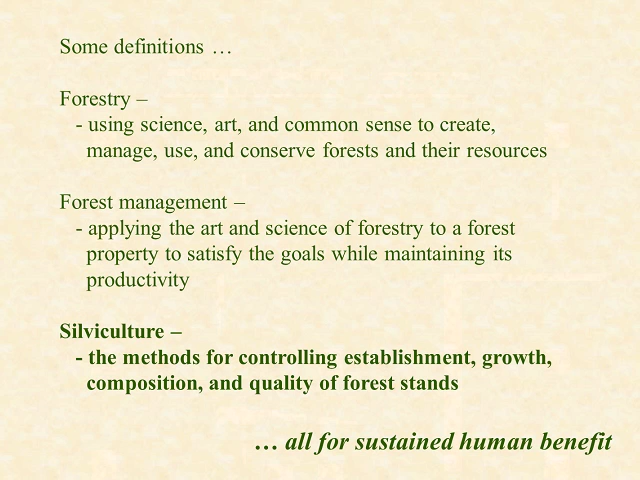 Some definitions …
Forestry –
- using science, art, and common sense to create,
manage, use, and conserve forests and their resources
Forest management –
- applying the art and science of forestry to a forest
property to satisfy the goals while maintaining its
productivity
Silviculture –
- the methods for controlling establishment, growth,
composition, and quality of forest stands
… all for sustained human benefit